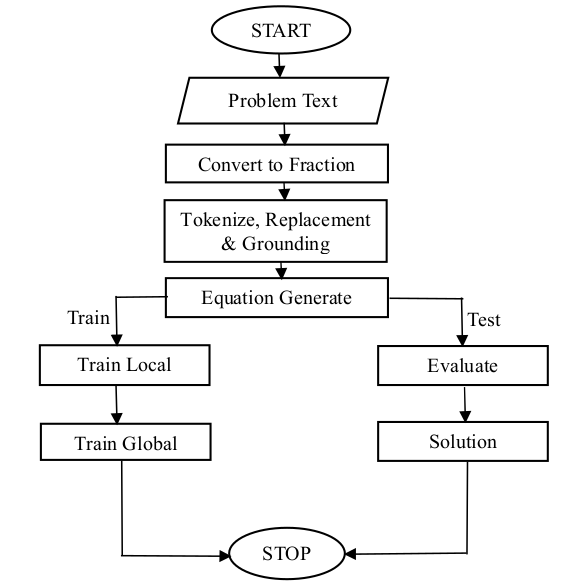 START
Problem Text
Convert to Fraction
Tokenize, Replacement
& Grounding
Equation Generate
Train
Test
Train Local
Evaluate
Train Global
Solution
STOP